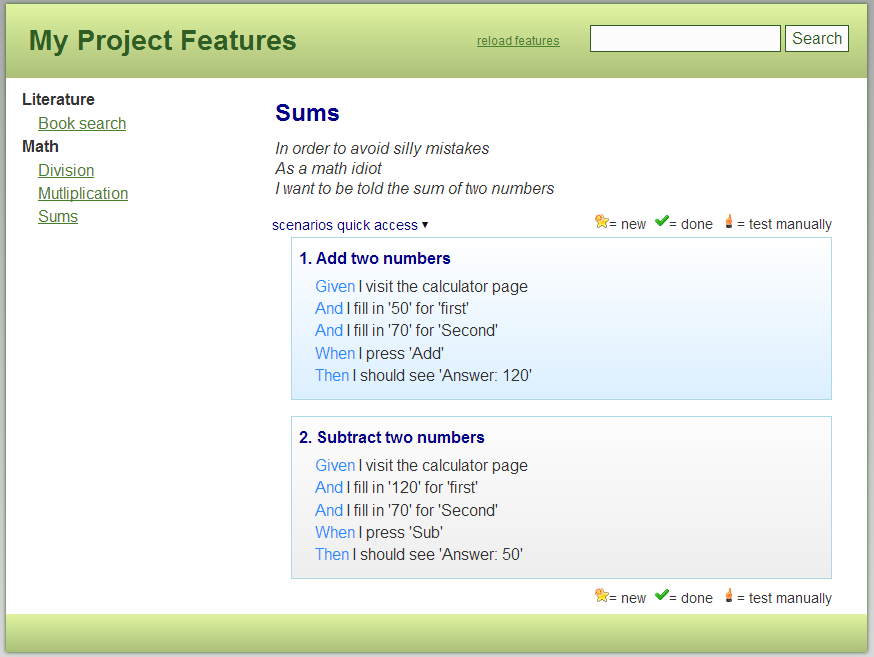 My Project Features
reload features
Search
Literature
Book search
Math
Division
Mutliplication
Sums
Sums
In order to avoid silly mistakes
As a math idiot
I want to be told the sum of two numbers
scenarios quick access ▾
= new = done = test manually
1. Add two numbers
Given I visit the calculator page
And I fill in '50' for 'first'
And I fill in '70' for 'Second'
When I press 'Add'
Then I should see 'Answer: 120'
2. Subtract two numbers
Given I visit the calculator page
And I fill in '120' for 'first'
And I fill in '70' for 'Second'
When I press 'Sub'
Then I should see 'Answer: 50'
= new = done = test manually